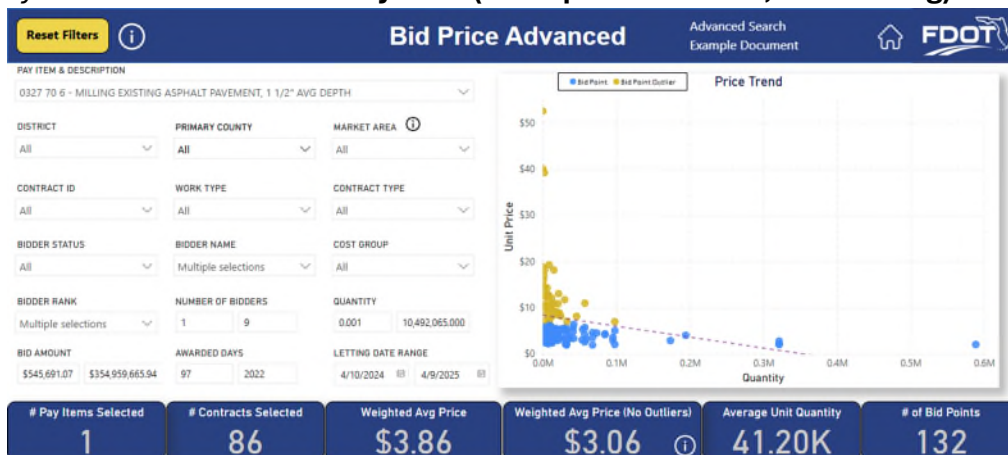 Reset Filters
Bid Price Advanced
Advanced Search
Example Document
FDOT
PAY ITEM & DESCRIPTION
0327 70 6 - MILLING EXISTING ASPHALT PAVEMENT, 1 1/2" AVG DEPTH
DISTRICT
PRIMARY COUNTY
MARKET AREA
All
All
All
CONTRACT ID
WORK TYPE
CONTRACT TYPE
All
All
All
BIDDER STATUS
BIDDER NAME
COST GROUP
All
Multiple selections
All
BIDDER RANK
NUMBER OF BIDDERS
QUANTITY
Multiple selections
1 9
0.001 10,492,065.000
BID AMOUNT
AWARDED DAYS
LETTING DATE RANGE
$545,691.07 $354,959,665.94
97 2022
4/10/2024 4/9/2025
Bid Point Bid Point Outlier
Price Trend
Unit Price
$50
$40
$30
$20
$10
$0
0.0M 0.1M 0.2M 0.3M 0.4M 0.5M 0.6M
Quantity
# Pay Items Selected
1
# Contracts Selected
86
Weighted Avg Price
$3.86
Weighted Avg Price (No Outliers)
$3.06
Average Unit Quantity
41.20K
# of Bid Points
132